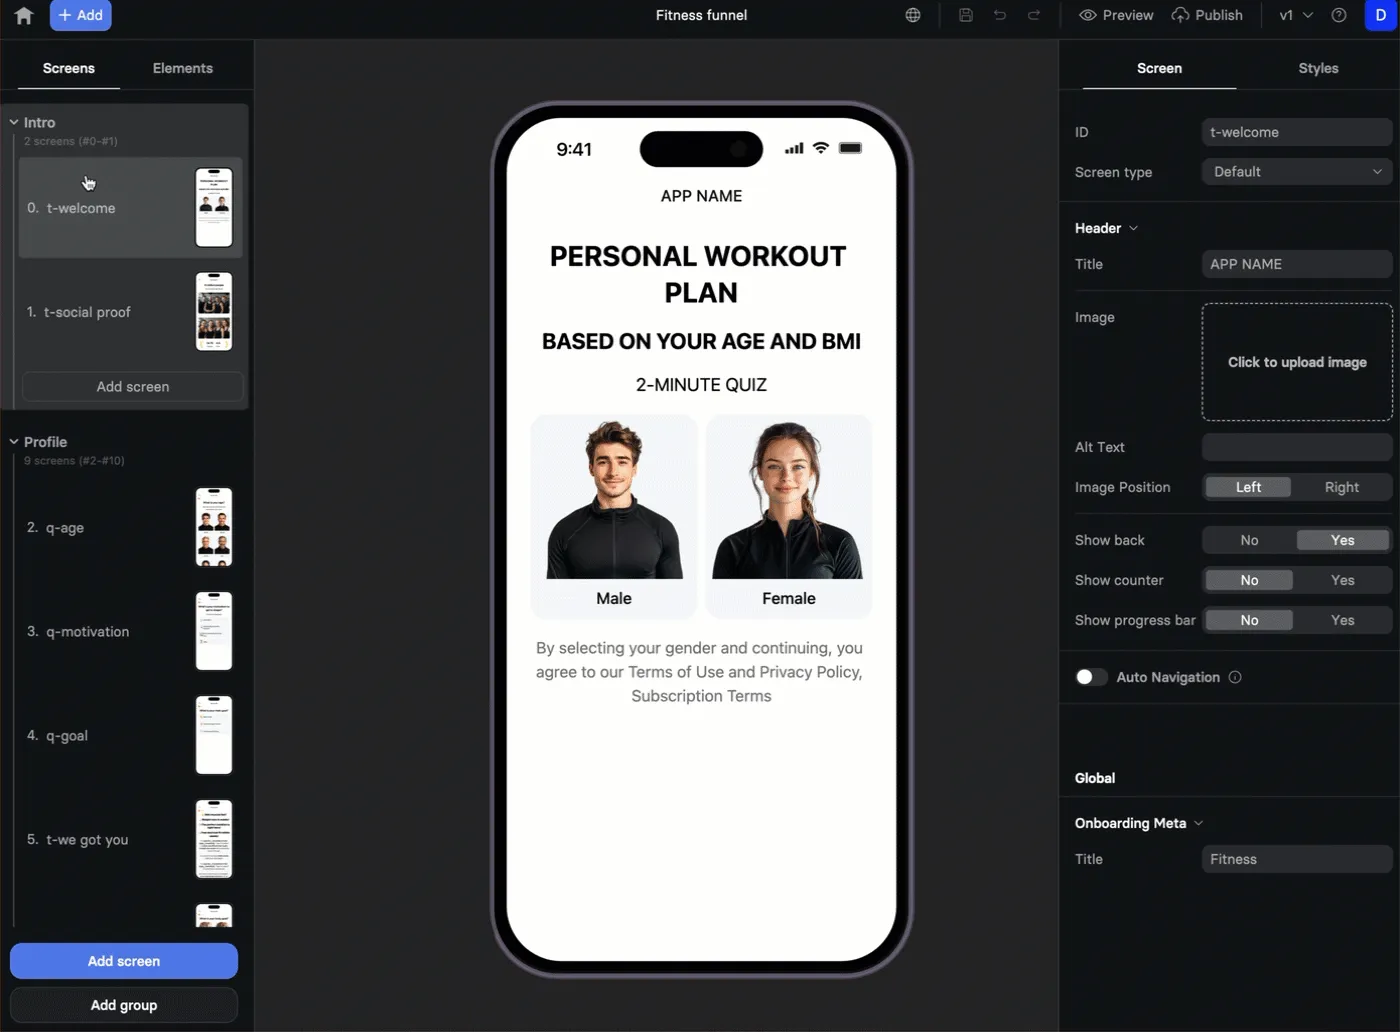 + Add
Fitness funnel
Preview
Publish
v1
D
Screens
Elements
Intro
2 screens (#0-#1)
0. t-welcome
1. t-social proof
Add screen
Profile
9 screens (#2-#10)
2. q-age
3. q-motivation
4. q-goal
5. t-we got you
Add screen
Add group
9:41
APP NAME
PERSONAL WORKOUT
PLAN
BASED ON YOUR AGE AND BMI
2-MINUTE QUIZ
Male
Female
By selecting your gender and continuing, you
agree to our Terms of Use and Privacy Policy,
Subscription Terms
Screen
Styles
ID
t-welcome
Screen type
Default
Header
Title
APP NAME
Image
Click to upload image
Alt Text
Image Position
Left
Right
Show back
No
Yes
Show counter
No
Yes
Show progress bar
No
Yes
Auto Navigation
Global
Onboarding Meta
Title
Fitness